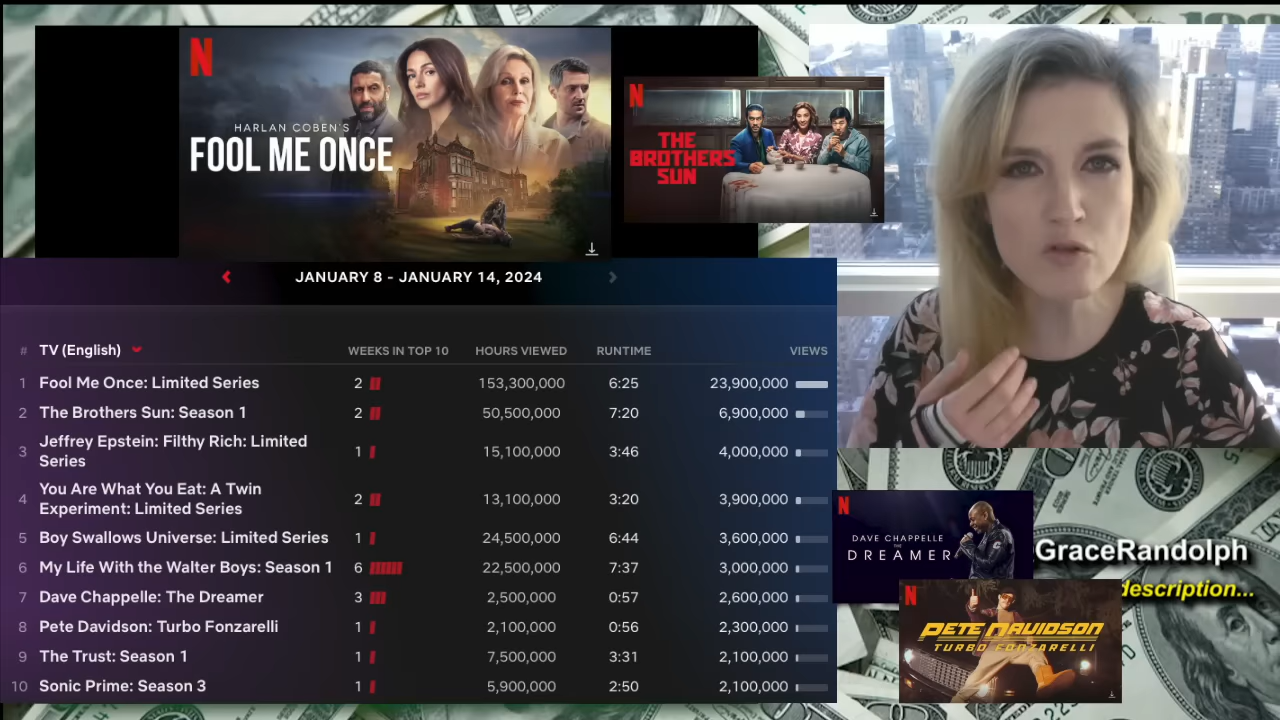 N
HARLAN COBEN'S
FOOL ME ONCE
N
THE
BROTHERS
SUN
JANUARY 8 - JANUARY 14, 2024
# TV (English) WEEKS IN TOP 10 HOURS VIEWED RUNTIME VIEWS
1 Fool Me Once: Limited Series 2 153,300,000 6:25 23,900,000
2 The Brothers Sun: Season 1 2 50,500,000 7:20 6,900,000
3 Jeffrey Epstein: Filthy Rich: Limited
Series 1 15,100,000 3:46 4,000,000
4 You Are What You Eat: A Twin
Experiment: Limited Series 2 13,100,000 3:20 3,900,000
5 Boy Swallows Universe: Limited Series 1 24,500,000 6:44 3,600,000
6 My Life With the Walter Boys: Season 1 6 22,500,000 7:37 3,000,000
7 Dave Chappelle: The Dreamer 3 2,500,000 0:57 2,600,000
8 Pete Davidson: Turbo Fonzarelli 1 2,100,000 0:56 2,300,000
9 The Trust: Season 1 1 7,500,000 3:31 2,100,000
10 Sonic Prime: Season 3 1 5,900,000 2:50 2,100,000
N
DAVE CHAPPELLE
THE
DREAMER
GraceRandolph
description...
N
PETE DAVIDSON
TURBO FONZARELLI